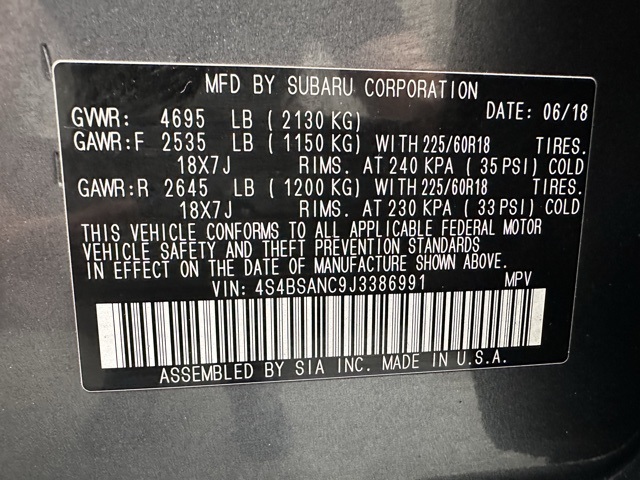 MFD BY SUBARU CORPORATION
GVWR: 4695 LB (2130 KG) DATE: 06/18
GAWR:F 2535 LB (1150 KG) WITH 225/60R18 TIRES.
18X7J RIMS. AT 240 KPA (35 PSI) COLD
GAWR:R 2645 LB (1200 KG) WITH 225/60R18 TIRES.
18X7J RIMS. AT 230 KPA (33 PSI) COLD
THIS VEHICLE CONFORMS TO ALL APPLICABLE FEDERAL MOTOR
VEHICLE SAFETY AND THEFT PREVENTION STANDARDS
IN EFFECT ON THE DATE OF MANUFACTURE SHOWN ABOVE.
VIN: 4S4BSANC9J3386991 MPV
ASSEMBLED BY SIA INC. MADE IN U.S.A.